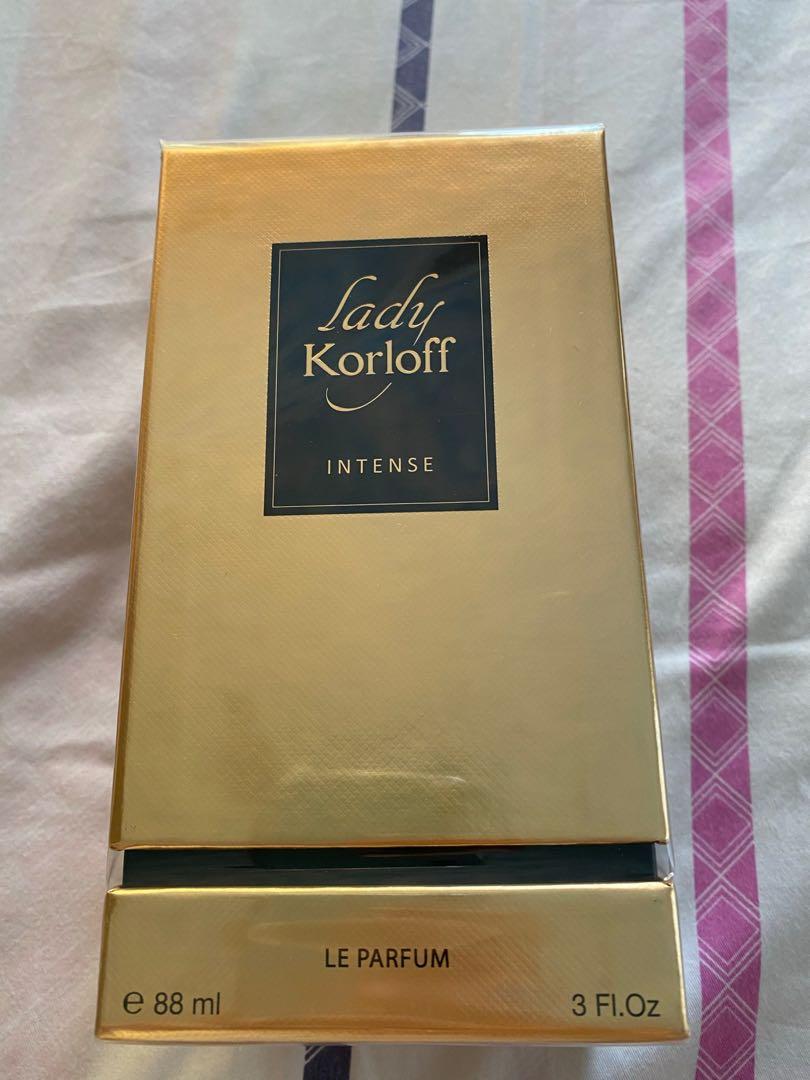 lady
Korloff
INTENSE
LE PARFUM
℮ 88 ml
3 Fl.Oz